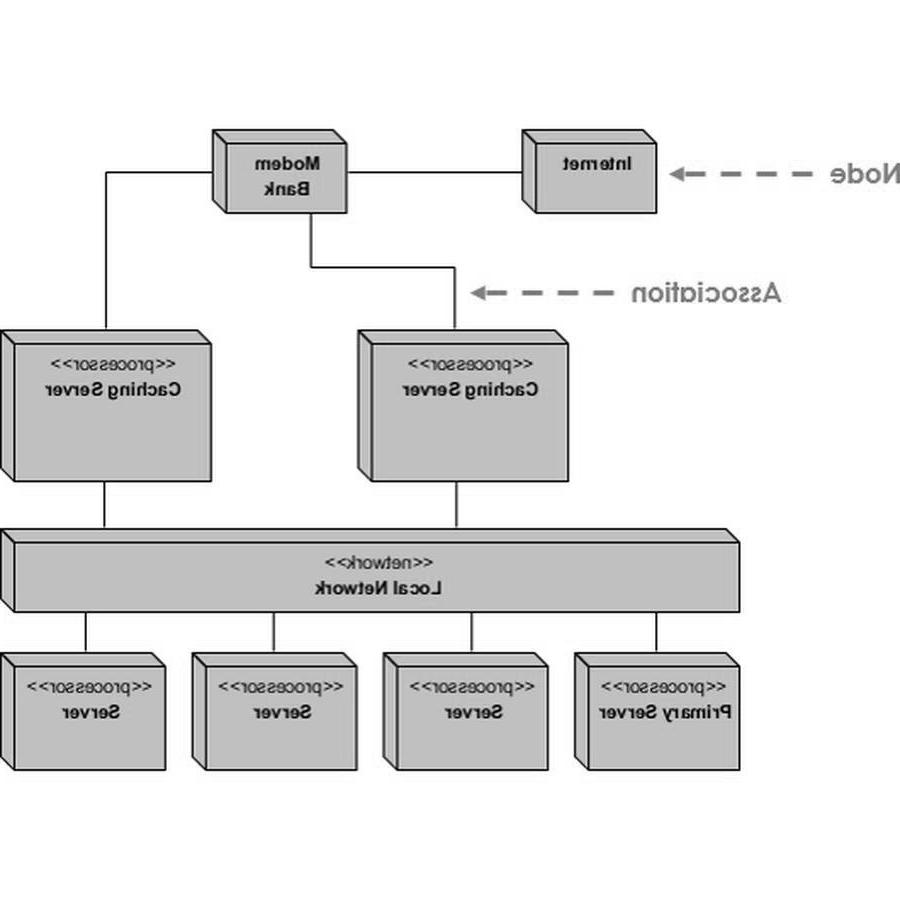 Node
Internet
Modem
Bank
Association
<<processor>>
Caching Server
<<processor>>
Caching Server
<<network>>
Local Network
<<processor>>
Primary Server
<<processor>>
Server
<<processor>>
Server
<<processor>>
Server